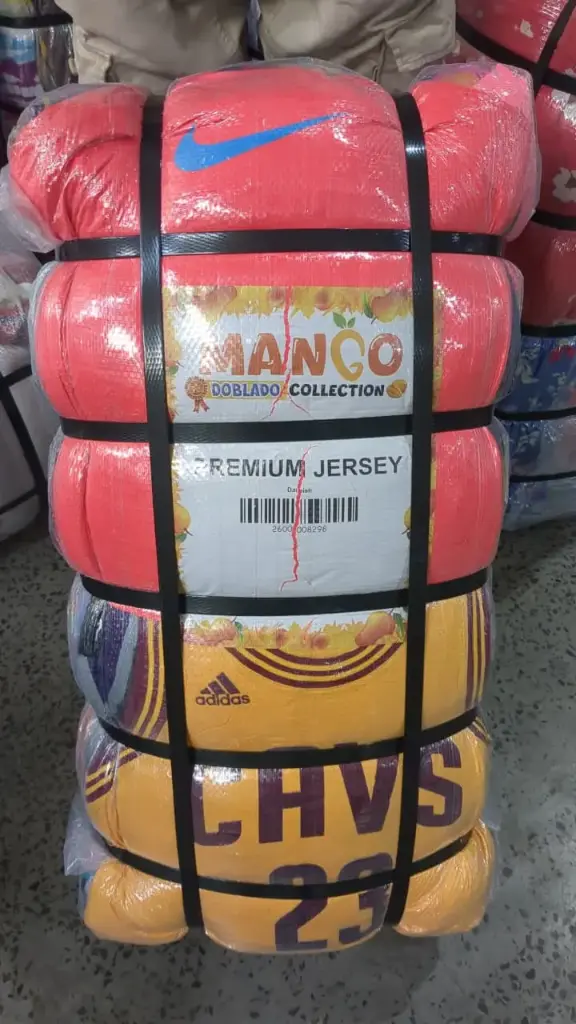 MANGO
DOBLADO COLLECTION
PREMIUM JERSEY
adidas
CHVS
23